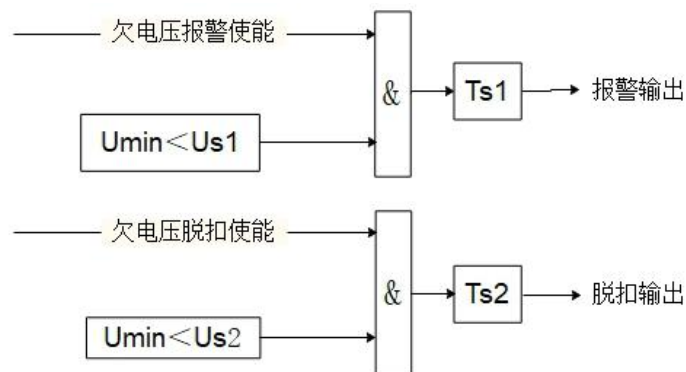 欠电压报警使能
& Ts1 报警输出
Umin＜Us1
欠电压脱扣使能
& Ts2 脱扣输出
Umin＜Us2